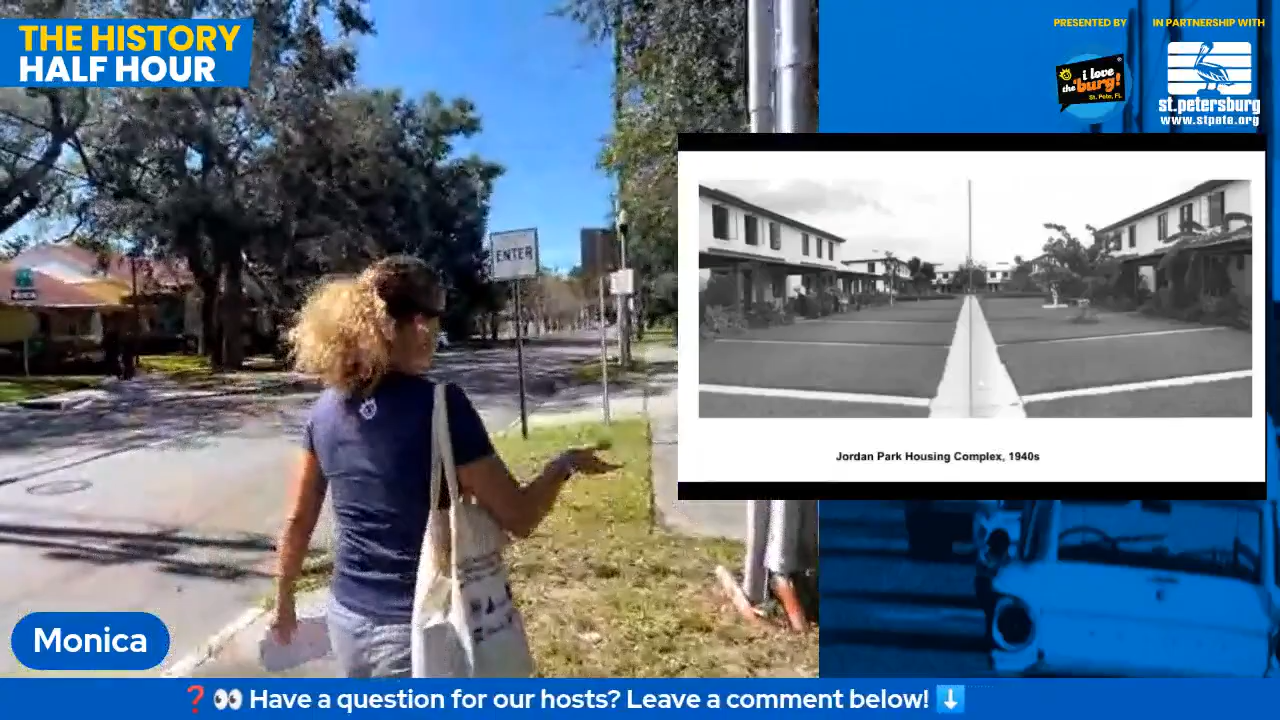 THE HISTORY
HALF HOUR
PRESENTED BY
IN PARTNERSHIP WITH
i love
the 'burg!
St. Pete, FL
st.petersburg
www.stpete.org
ENTER
Jordan Park Housing Complex, 1940s
Monica
❓👀 Have a question for our hosts? Leave a comment below! ⬇️